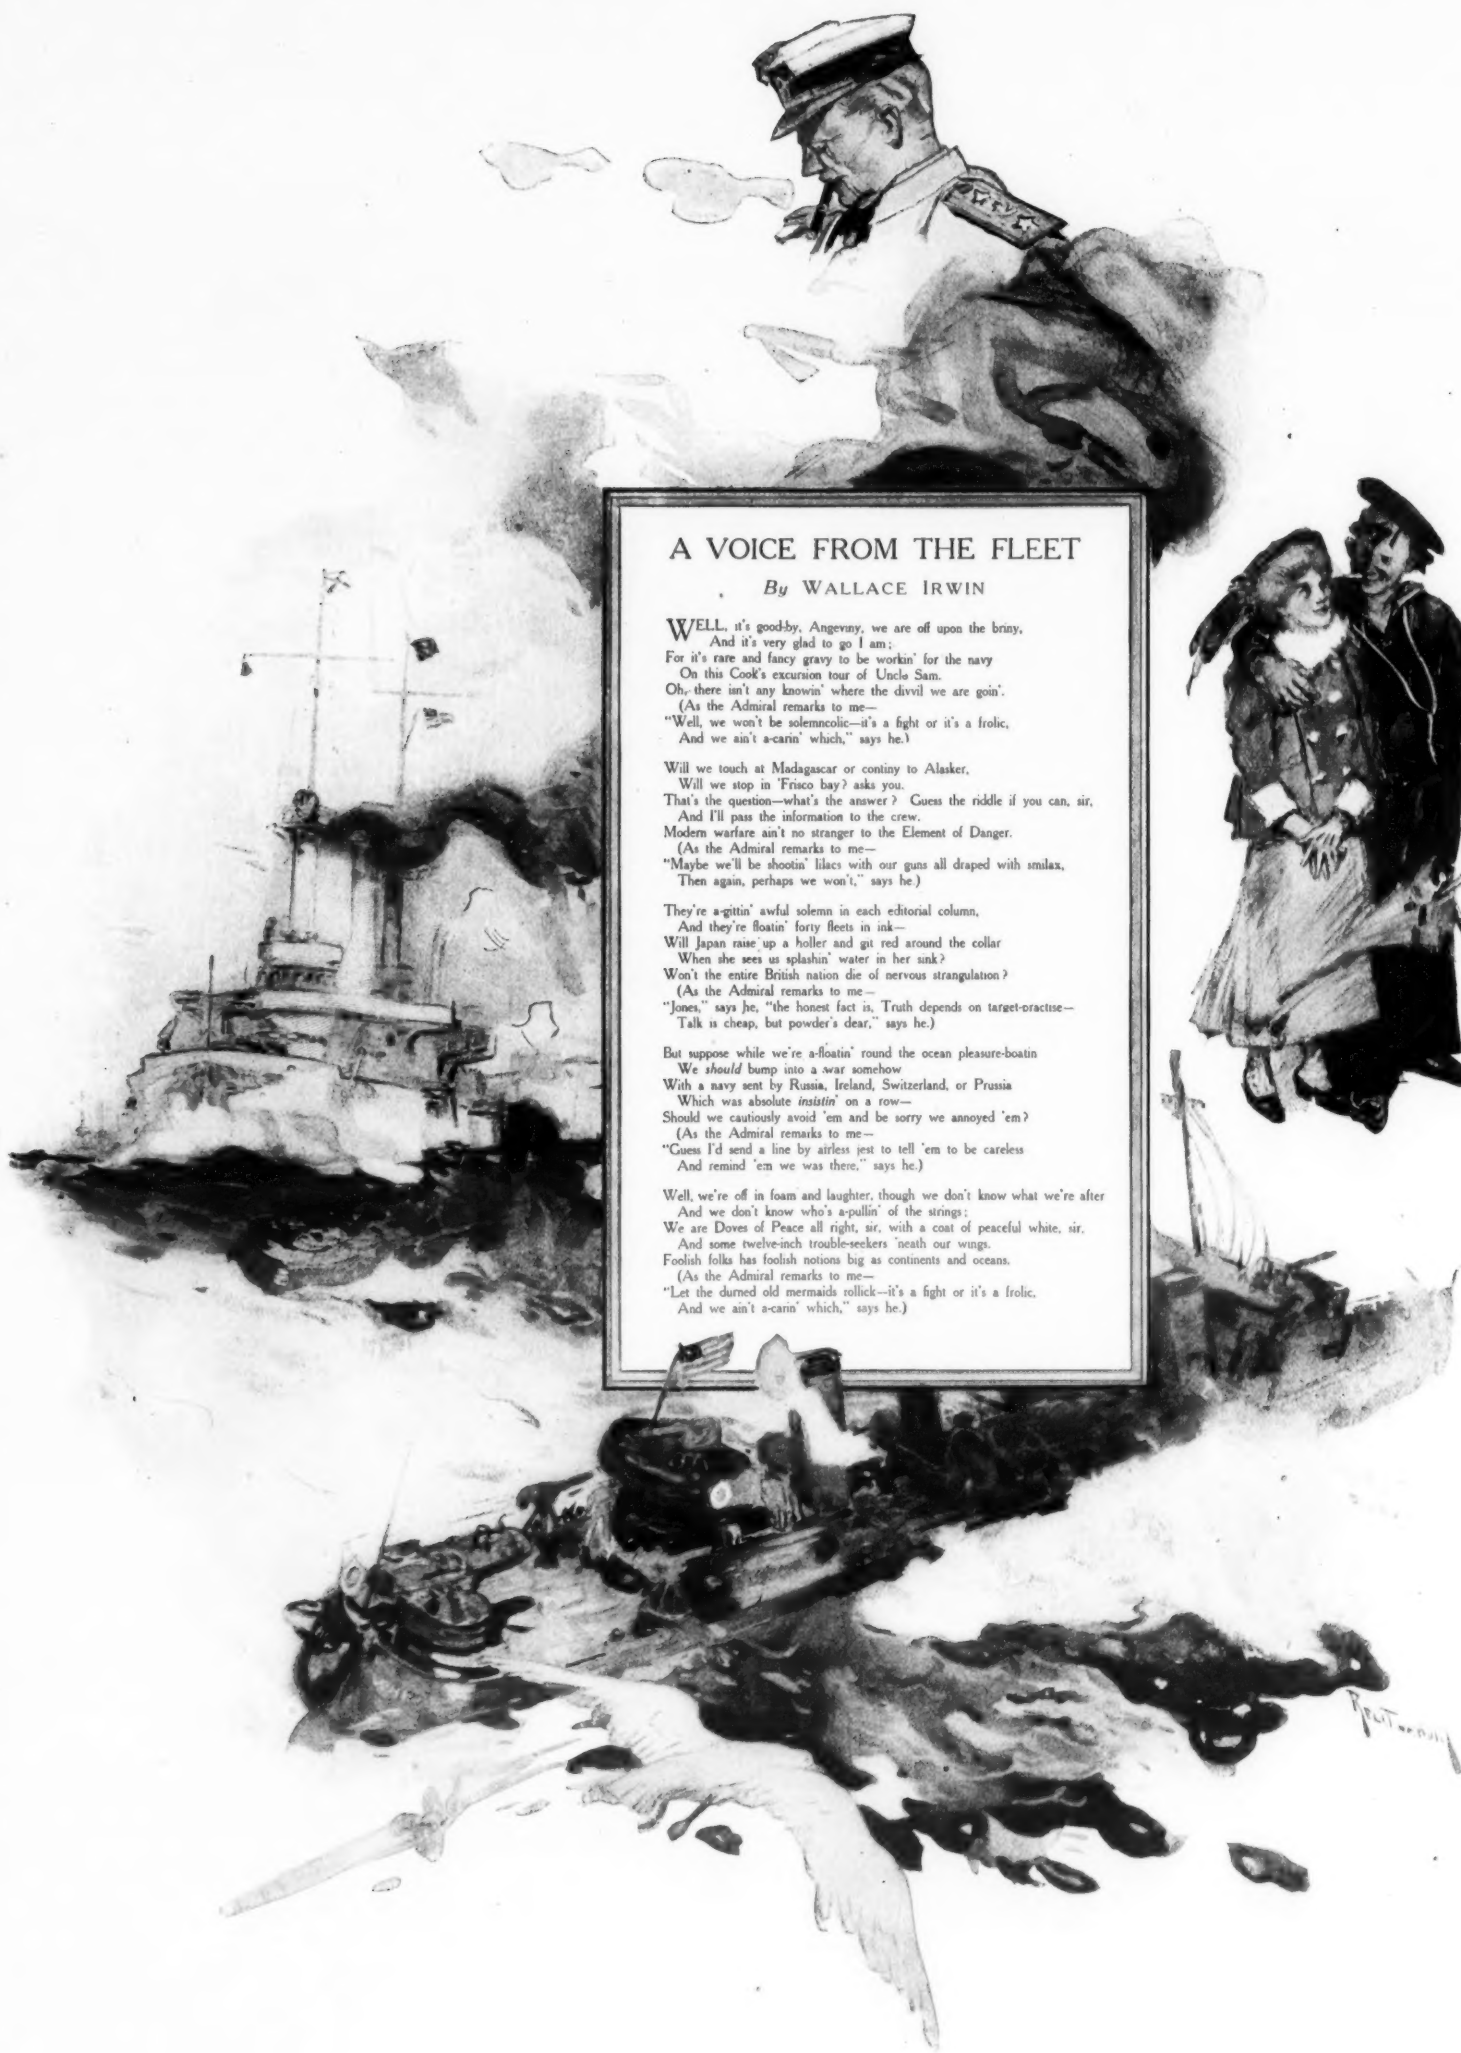 A VOICE FROM THE FLEET
By WALLACE IRWIN
WELL, it's good-by, Angeviny, we are off upon the briny,
And it's very glad to go I am;
For it's rare and fancy gravy to be workin' for the navy
On this Cook's excursion tour of Uncle Sam.
Oh, there isn't any knowin' where the divvil we are goin'.
(As the Admiral remarks to me—
"Well, we won't be solemncolic—it's a fight or it's a frolic,
And we ain't a-carin' which," says he.)
Will we touch at Madagascar or continy to Alasker,
Will we stop in 'Frisco bay? asks you.
That's the question—what's the answer? Guess the riddle if you can, sir,
And I'll pass the information to the crew.
Modern warfare ain't no stranger to the Element of Danger.
(As the Admiral remarks to me—
"Maybe we'll be shootin' lilacs with our guns all draped with smilax,
Then again, perhaps we won't," says he.)
They're a-gittin' awful solemn in each editorial column,
And they're floatin' forty fleets in ink—
Will Japan raise up a holler and git red around the collar
When she sees us splashin' water in her sink?
Won't the entire British nation die of nervous strangulation?
(As the Admiral remarks to me—
"Jones," says he, "the honest fact is, Truth depends on target-practise—
Talk is cheap, but powder's dear," says he.)
But suppose while we're a-floatin' round the ocean pleasure-boatin
We should bump into a war somehow
With a navy sent by Russia, Ireland, Switzerland, or Prussia
Which was absolute insistin' on a row—
Should we cautiously avoid 'em and be sorry we annoyed 'em?
(As the Admiral remarks to me—
"Guess I'd send a line by airless jest to tell 'em to be careless
And remind 'em we was there," says he.)
Well, we're off in foam and laughter, though we don't know what we're after
And we don't know who's a-pullin' of the strings;
We are Doves of Peace all right, sir, with a coat of peaceful white, sir,
And some twelve-inch trouble-seekers 'neath our wings.
Foolish folks has foolish notions big as continents and oceans.
(As the Admiral remarks to me—
"Let the durned old mermaids rollick—it's a fight or it's a frolic,
And we ain't a-carin' which," says he.)